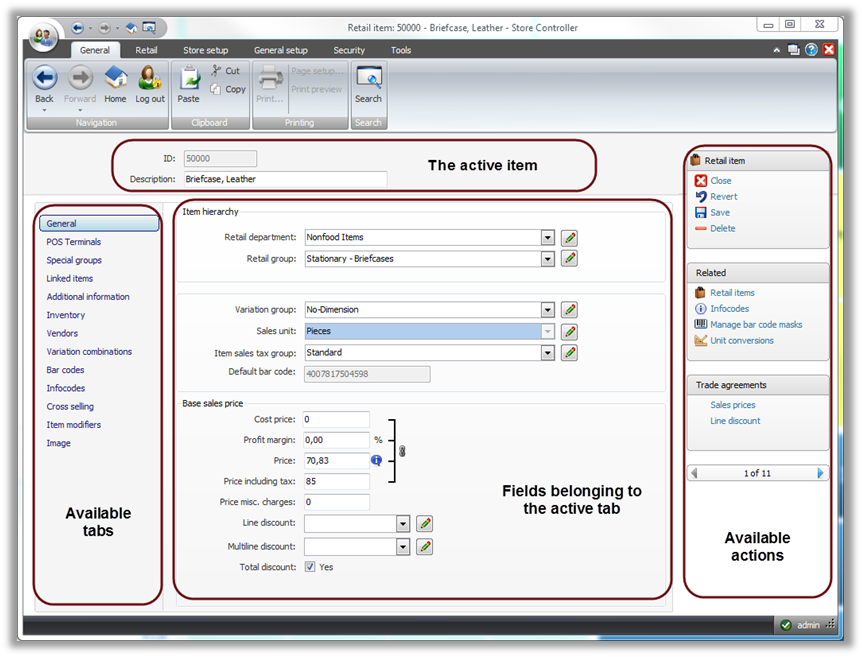 Retail item: 50000 - Briefcase, Leather - Store Controller
General Retail Store setup General setup Security Tools
Back Forward Home Log out
Paste Cut
Copy
Print... Page setup...
Print preview
Search
Navigation Clipboard Printing Search
ID: 50000
Description: Briefcase, Leather
The active item
General
POS Terminals
Special groups
Linked items
Additional information
Inventory
Vendors
Variation combinations
Bar codes
Infocodes
Cross selling
Item modifiers
Image
Available
tabs
Item hierarchy
Retail department: Nonfood Items
Retail group: Stationary - Briefcases
Variation group: No-Dimension
Sales unit: Pieces
Item sales tax group: Standard
Default bar code: 4007817504598
Base sales price
Cost price: 0
Profit margin: 0,00 %
Price: 70,83
Price including tax: 85
Price misc. charges: 0
Line discount:
Multiline discount:
Total discount: Yes
Fields belonging to
the active tab
Retail item
Close
Revert
Save
Delete
Related
Retail items
Infocodes
Manage bar code masks
Unit conversions
Trade agreements
Sales prices
Line discount
1 of 11
Available
actions
admin